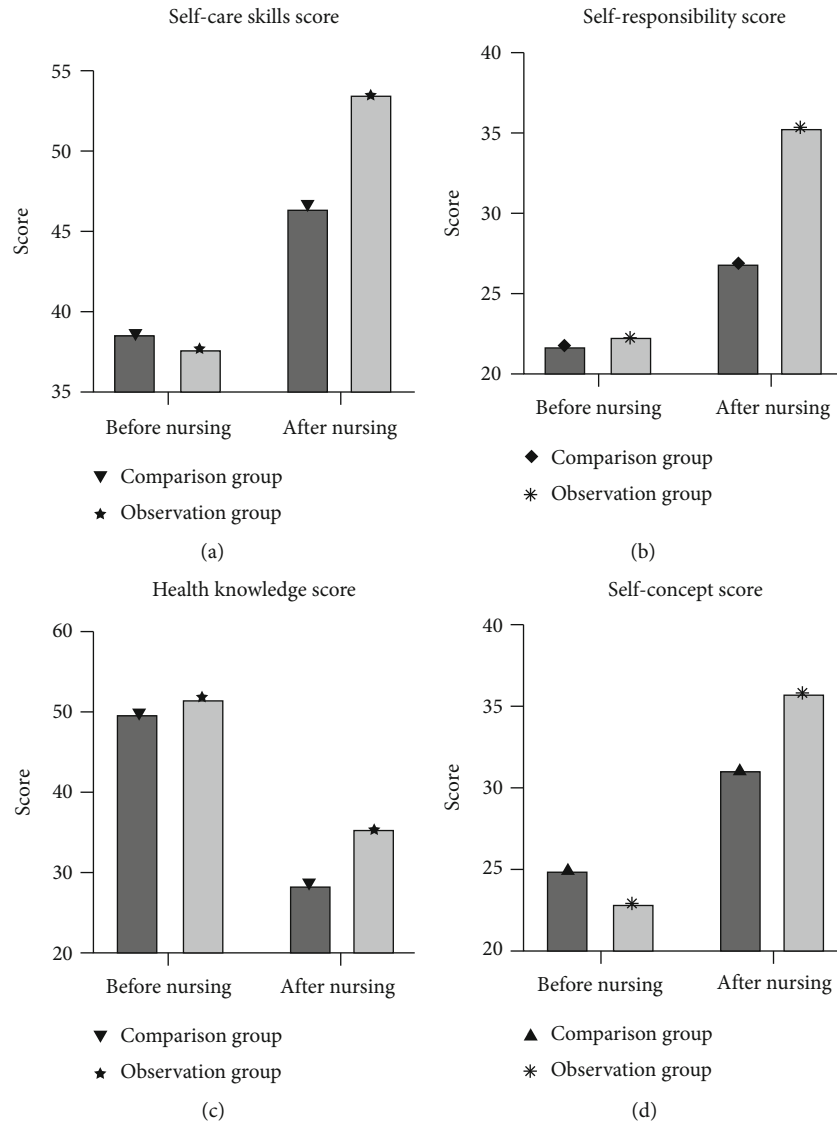 Self-care skills score
55
50
45
40
35
Score
Before nursing
After nursing
Comparison group
Observation group
(a)
Self-responsibility score
40
35
30
25
20
Score
Before nursing
After nursing
Comparison group
Observation group
(b)
Health knowledge score
60
50
40
30
20
Score
Before nursing
After nursing
Comparison group
Observation group
(c)
Self-concept score
40
35
30
25
20
Score
Before nursing
After nursing
Comparison group
Observation group
(d)